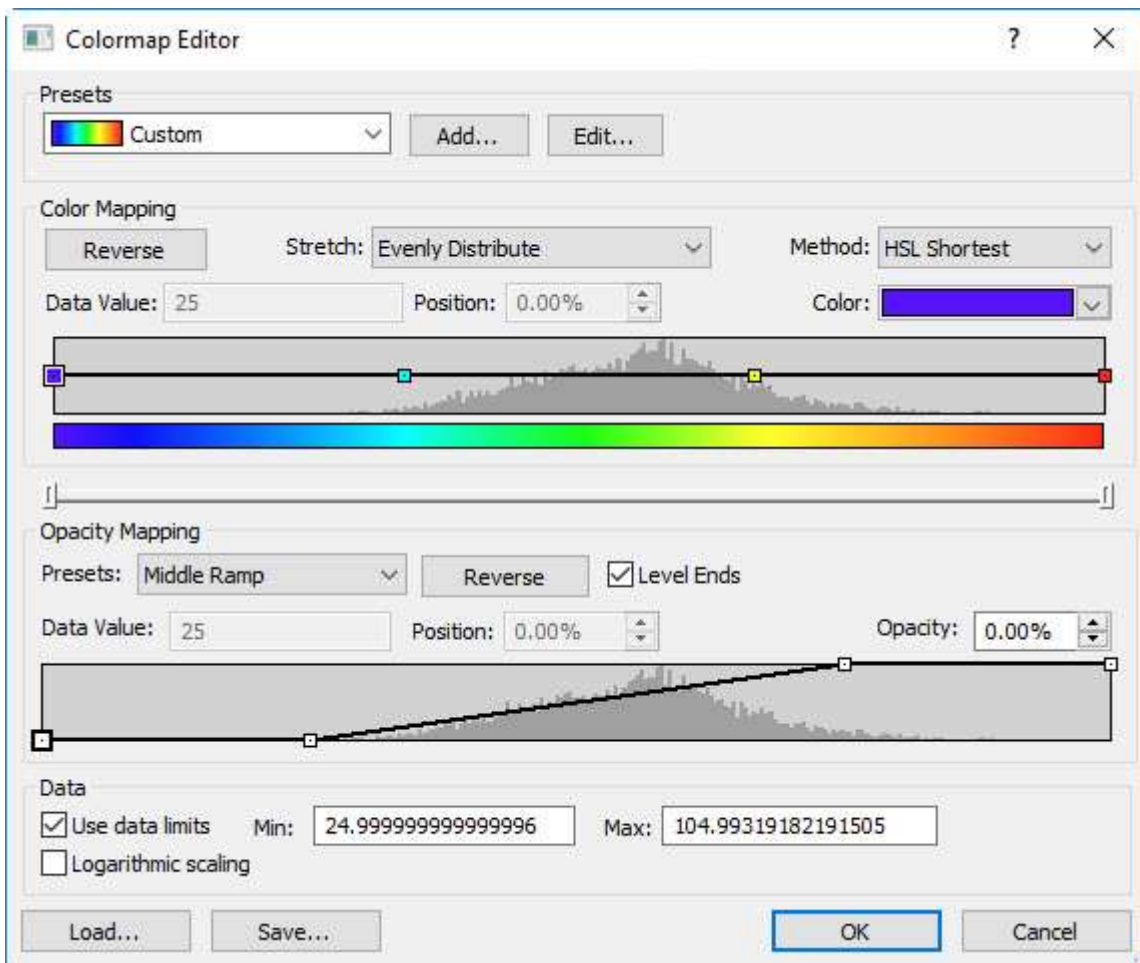 Colormap Editor ?
Presets
Custom Add... Edit...
Color Mapping
Reverse Stretch: Evenly Distribute Method: HSL Shortest
Data Value: 25 Position: 0.00% Color:
Opacity Mapping
Presets: Middle Ramp Reverse Level Ends
Data Value: 25 Position: 0.00% Opacity: 0.00%
Data
Use data limits Min: 24.999999999999996 Max: 104.99319182191505
Logarithmic scaling
Load... Save... OK Cancel